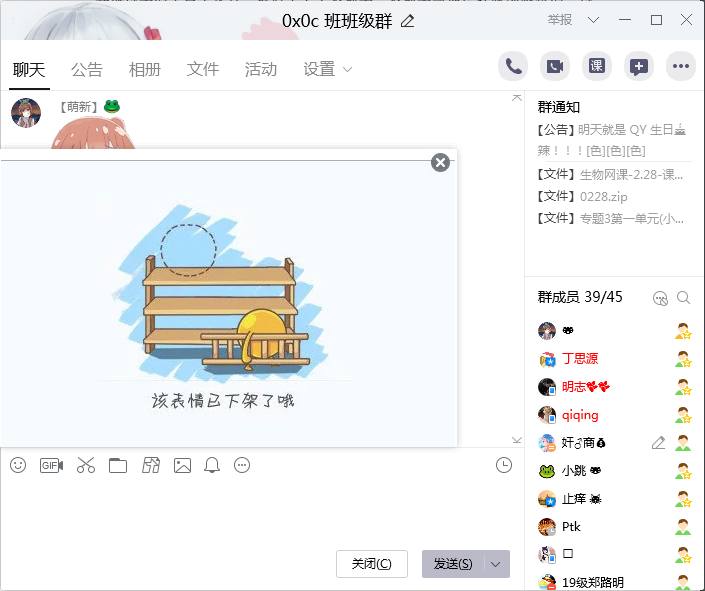 0x0c 班班级群
举报
聊天 公告 相册 文件 活动 设置
【萌新】
课
群通知
【公告】明天就是 QY 生日
辣！！！[色][色][色]
【文件】生物网课-2.28-课...
【文件】0228.zip
【文件】专题3第一单元(小...
该表情已下架了哦
群成员 39/45
丁思源
明志
qiqing
奸♂商
小跳
止痒
Ptk
口
19级郑路明
GIF
关闭(C) 发送(S)